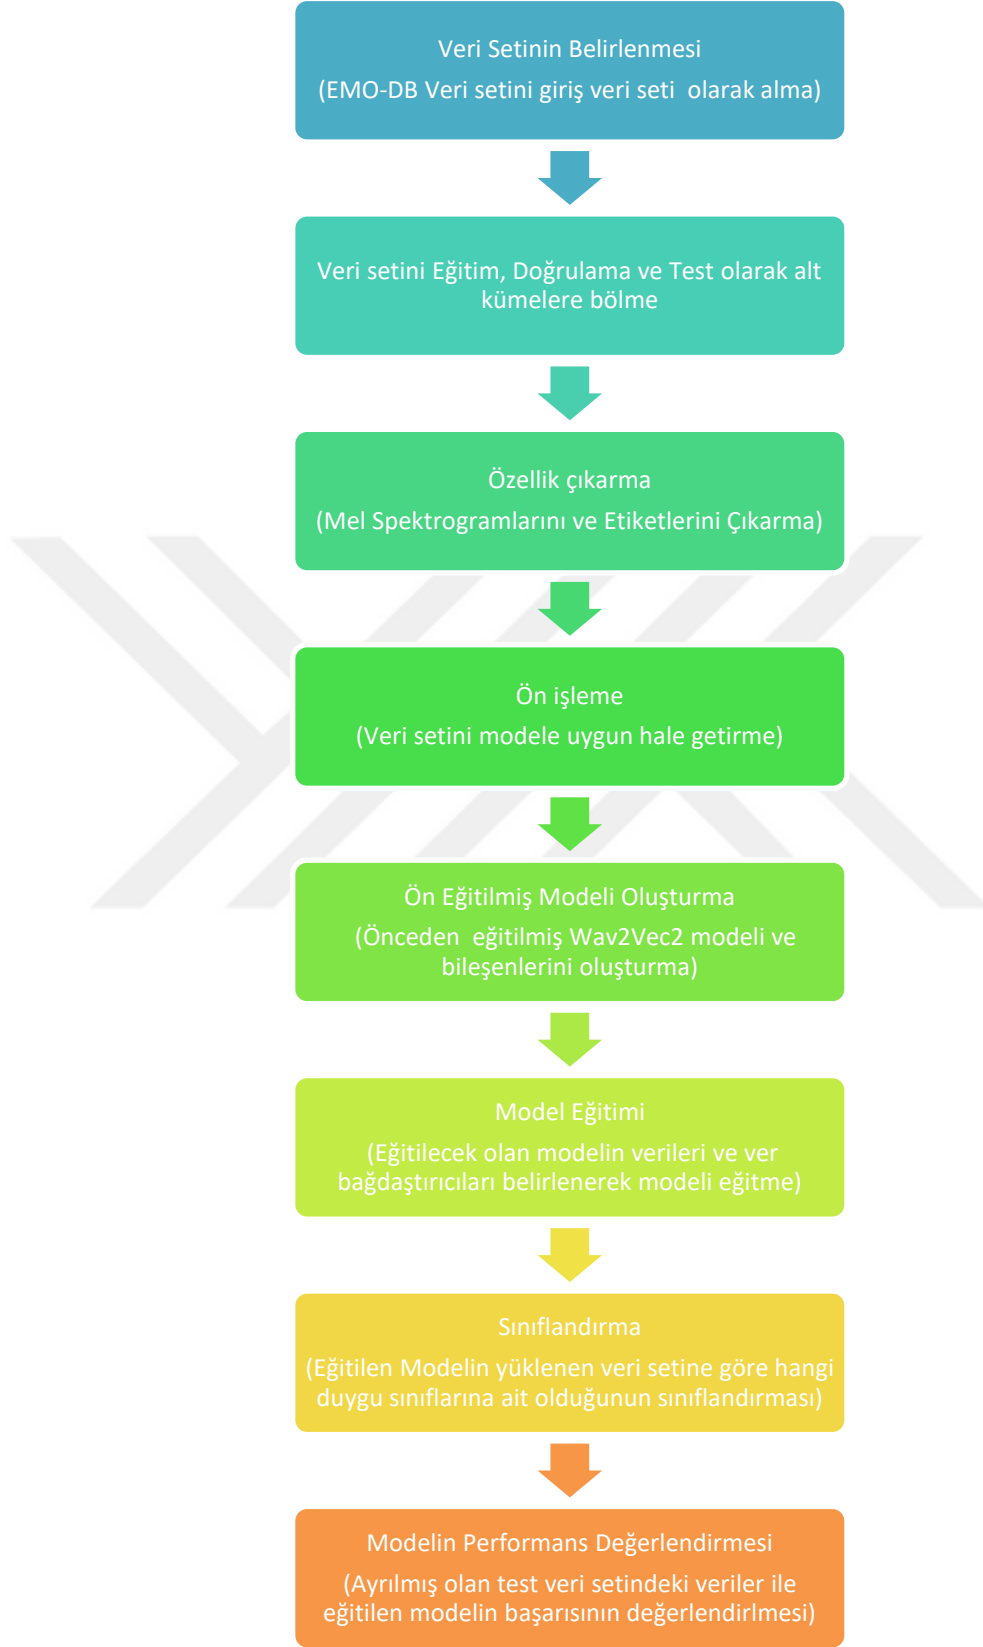 Veri Setinin Belirlenmesi
(EMO-DB Veri setini giriş veri seti  olarak alma)
Veri setini Eğitim, Doğrulama ve Test olarak alt
kümelere bölme
Özellik çıkarma
(Mel Spektrogramlarını ve Etiketlerini Çıkarma)
Ön işleme
(Veri setini modele uygun hale getirme)
Ön Eğitilmiş Modeli Oluşturma
(Önceden  eğitilmiş Wav2Vec2 modeli ve
bileşenlerini oluşturma)
Model Eğitimi
(Eğitilecek olan modelin verileri ve ver
bağdaştırıcıları belirlenerek modeli eğitme)
Sınıflandırma
(Eğitilen Modelin yüklenen veri setine göre hangi
duygu sınıflarına ait olduğunun sınıflandırması)
Modelin Performans Değerlendirmesi
(Ayrılmış olan test veri setindeki veriler ile
eğitilen modelin başarısının değerlendirlmesi)